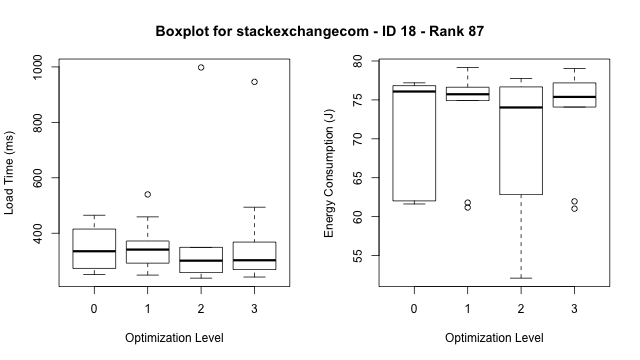 Boxplot for stackexchangecom - ID 18 - Rank 87
Load Time (ms)
1000
800
600
400
0 1 2 3
Optimization Level
Energy Consumption (J)
80
75
70
65
60
55
0 1 2 3
Optimization Level